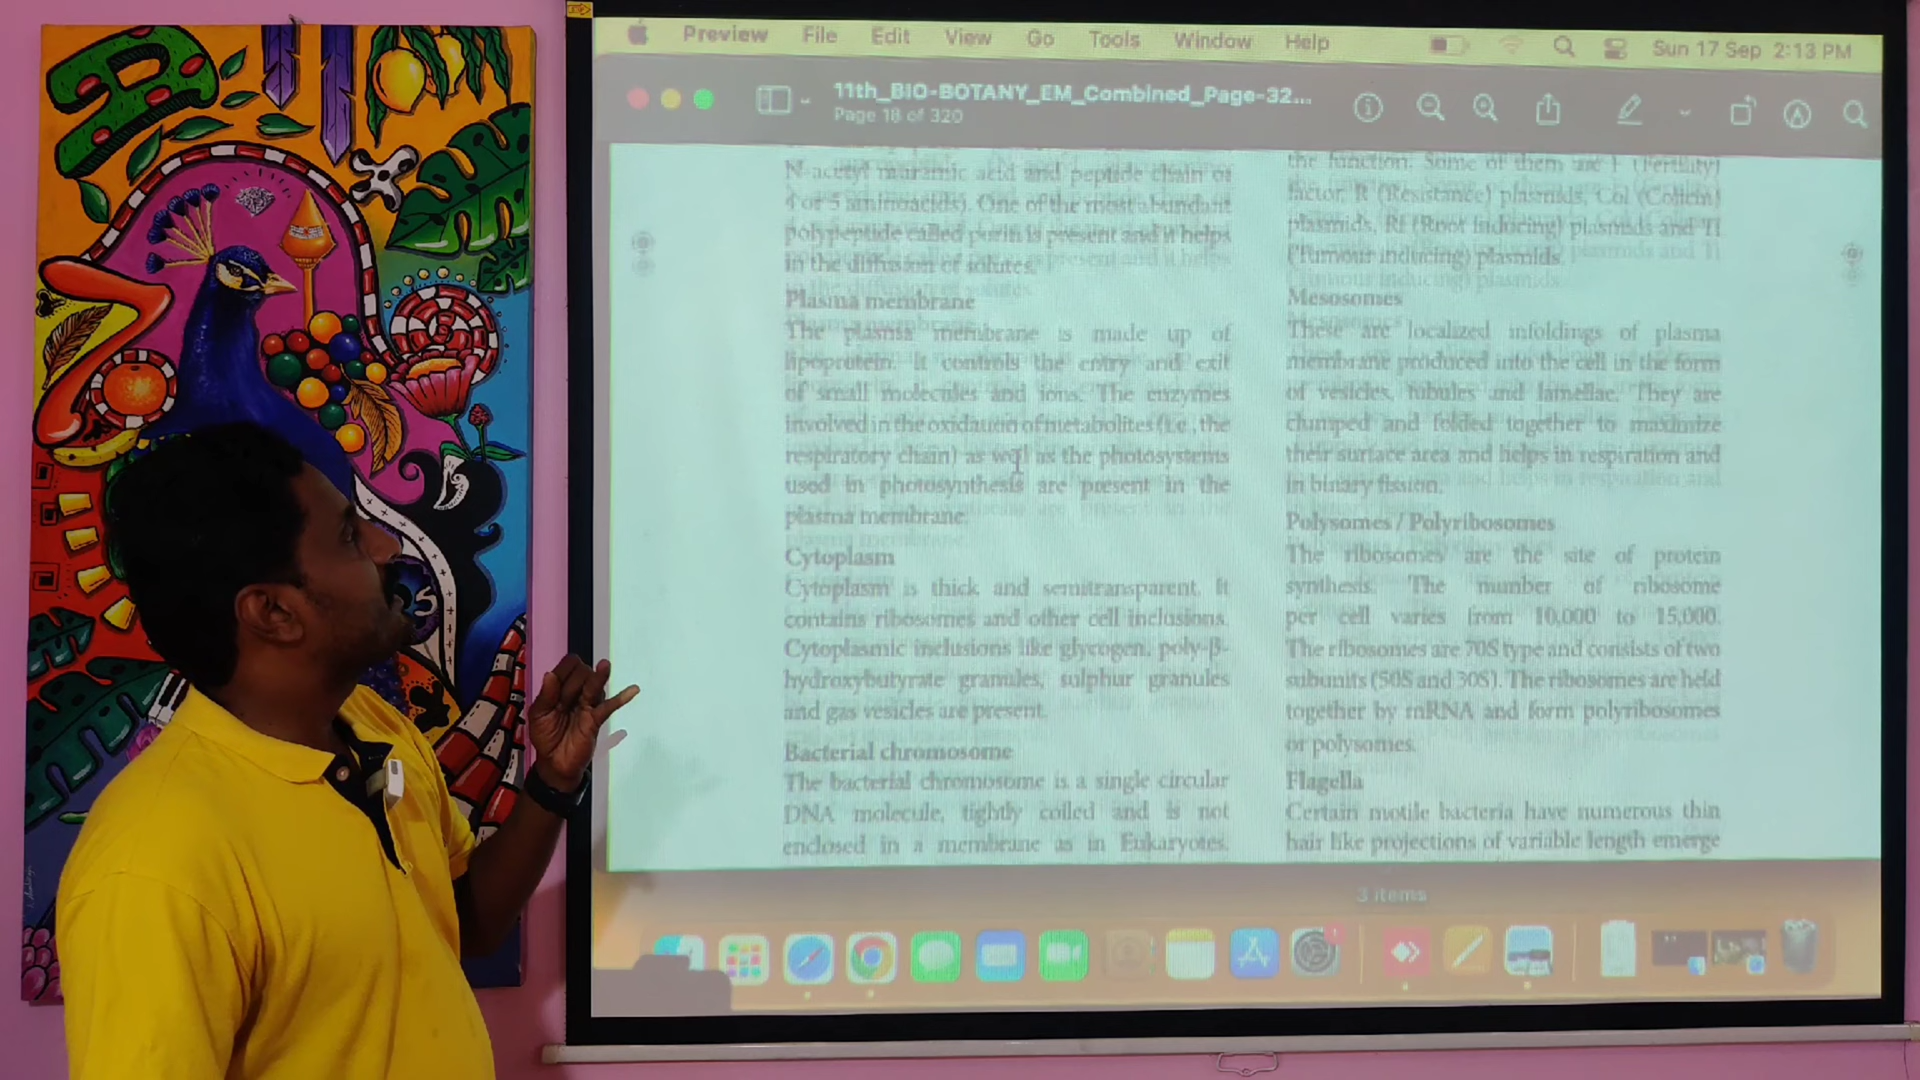 Preview File Edit View Go Tools Window Help Sun 17 Sep 2:13 PM
11th_BIO-BOTANY_EM_Combined_Page-32...
Page 18 of 320
N-acetyl muramic acid and peptide chain of
4 or 5 aminoacids). One of the most abundant
polypeptide called porin is present and it helps
in the diffusion of solutes.
Plasma membrane
The plasma membrane is made up of
lipoprotein. It controls the entry and exit
of small molecules and ions. The enzymes
involved in the oxidation of metabolites (i.e., the
respiratory chain) as well as the photosystems
used in photosynthesis are present in the
plasma membrane.
Cytoplasm
Cytoplasm is thick and semitransparent. It
contains ribosomes and other cell inclusions.
Cytoplasmic inclusions like glycogen, poly-β-
hydroxybutyrate granules, sulphur granules
and gas vesicles are present.
Bacterial chromosome
The bacterial chromosome is a single circular
DNA molecule, tightly coiled and is not
enclosed in a membrane as in Eukaryotes.
the function. Some of them are F (Fertility)
factor, R (Resistance) plasmids, Col (Colicin)
plasmids, Ri (Root inducing) plasmids and Ti
(Tumour inducing) plasmids.
Mesosomes
These are localized infoldings of plasma
membrane produced into the cell in the form
of vesicles, tubules and lamellae. They are
clumped and folded together to maximize
their surface area and helps in respiration and
in binary fission.
Polysomes / Polyribosomes
The ribosomes are the site of protein
synthesis. The number of ribosome
per cell varies from 10,000 to 15,000.
The ribosomes are 70S type and consists of two
subunits (50S and 30S). The ribosomes are held
together by mRNA and form polyribosomes
or polysomes.
Flagella
Certain motile bacteria have numerous thin
hair like projections of variable length emerge
3 items